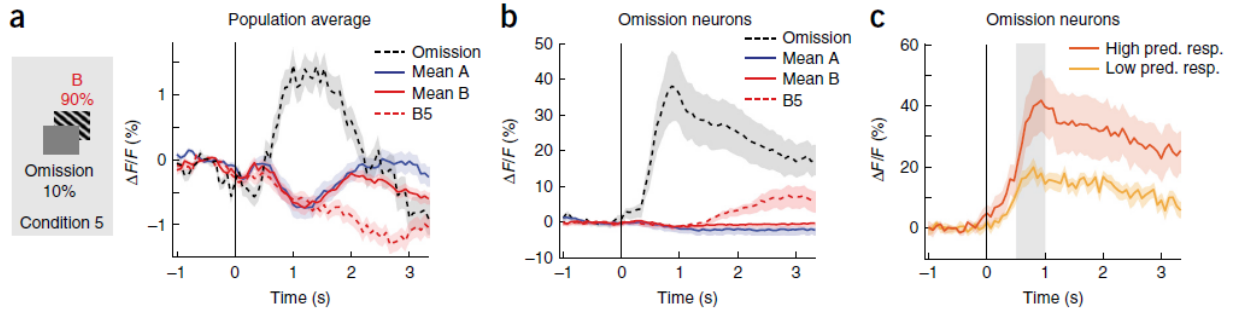 a
B
90%
Omission
10%
Condition 5
Population average
ΔF/F (%)
1
0
−1
−1
0
1
2
3
Time (s)
Omission
Mean A
Mean B
B5
b
Omission neurons
ΔF/F (%)
50
40
30
20
10
0
−10
−1
0
1
2
3
Time (s)
Omission
Mean A
Mean B
B5
c
Omission neurons
ΔF/F (%)
60
40
20
0
−1
0
1
2
3
Time (s)
High pred. resp.
Low pred. resp.